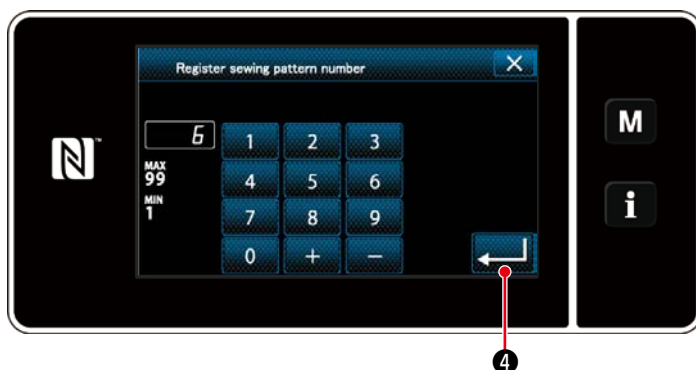 Register sewing pattern number X
6
MAX
99
MIN
1
1 2 3
4 5 6
7 8 9
0 + −
M
i
N™
4